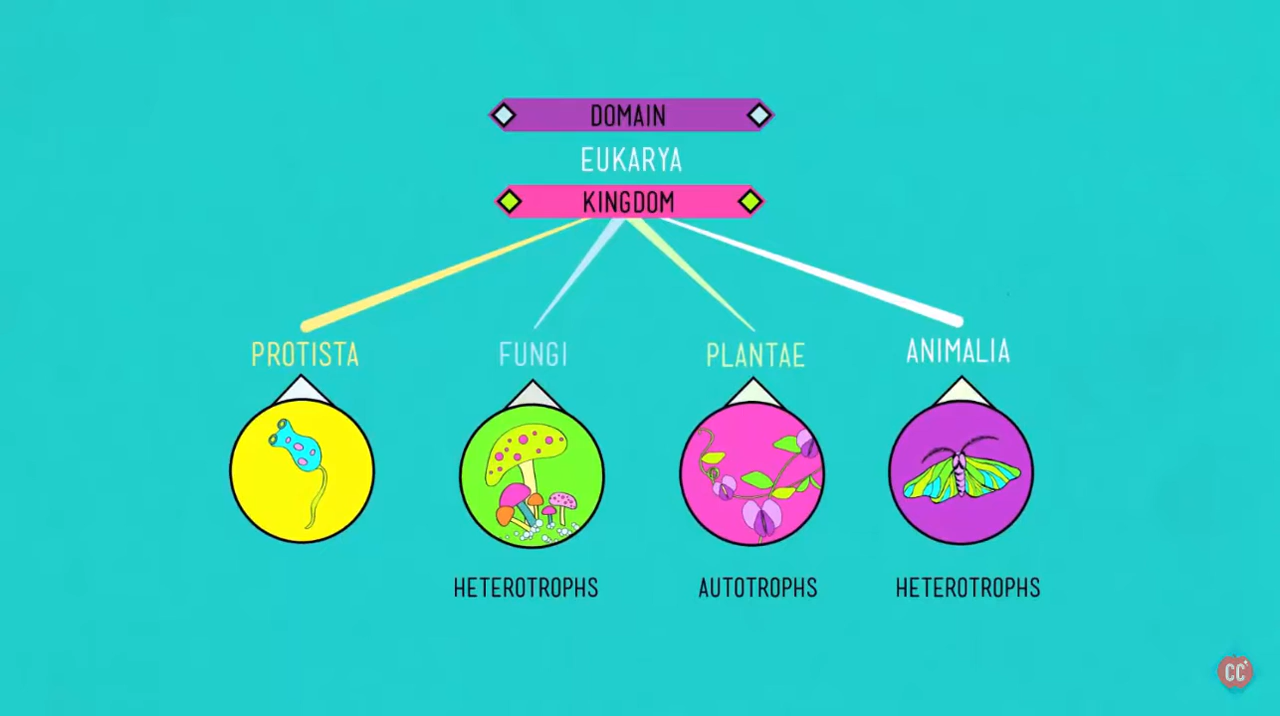 DOMAIN
EUKARYA
KINGDOM
PROTISTA
FUNGI
PLANTAE
ANIMALIA
HETEROTROPHS
AUTOTROPHS
HETEROTROPHS
CC